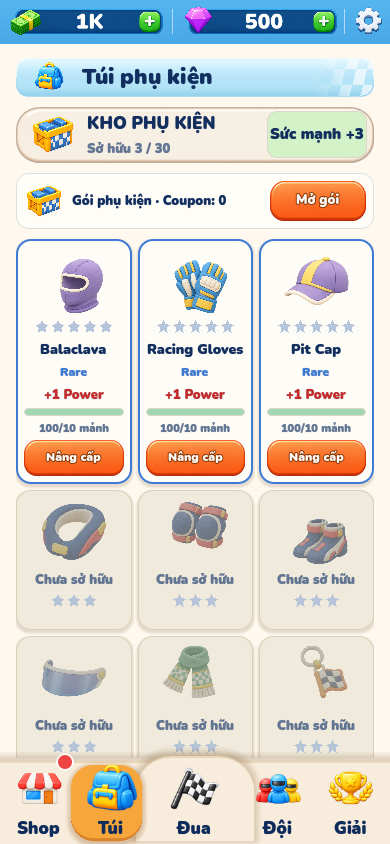 1K + 500 +
Túi phụ kiện
KHO PHỤ KIỆN
Sở hữu 3 / 30
Sức mạnh +3
Gói phụ kiện · Coupon: 0
Mở gói
Balaclava Racing Gloves Pit Cap
Rare Rare Rare
+1 Power +1 Power +1 Power
100/10 mảnh 100/10 mảnh 100/10 mảnh
Nâng cấp Nâng cấp Nâng cấp
Chưa sở hữu Chưa sở hữu Chưa sở hữu
Chưa sở hữu Chưa sở hữu Chưa sở hữu
Shop Túi Đua Đội Giải